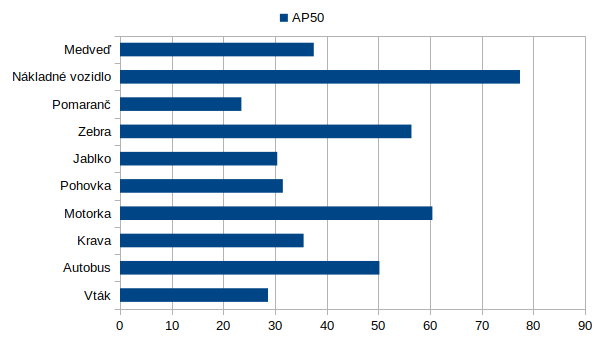 AP50
Medveď
Nákladné vozidlo
Pomaranč
Zebra
Jablko
Pohovka
Motorka
Krava
Autobus
Vták
0 10 20 30 40 50 60 70 80 90